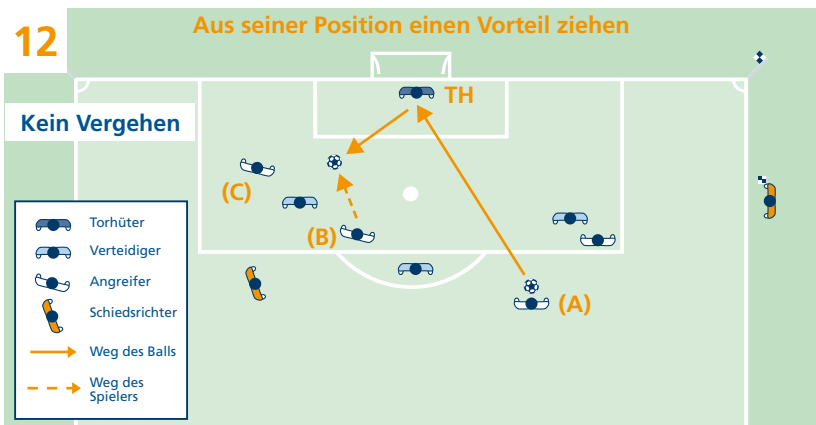 12
Aus seiner Position einen Vorteil ziehen
TH
Kein Vergehen
(C)
(B)
(A)
Torhüter
Verteidiger
Angreifer
Schiedsrichter
Weg des Balls
Weg des
Spielers